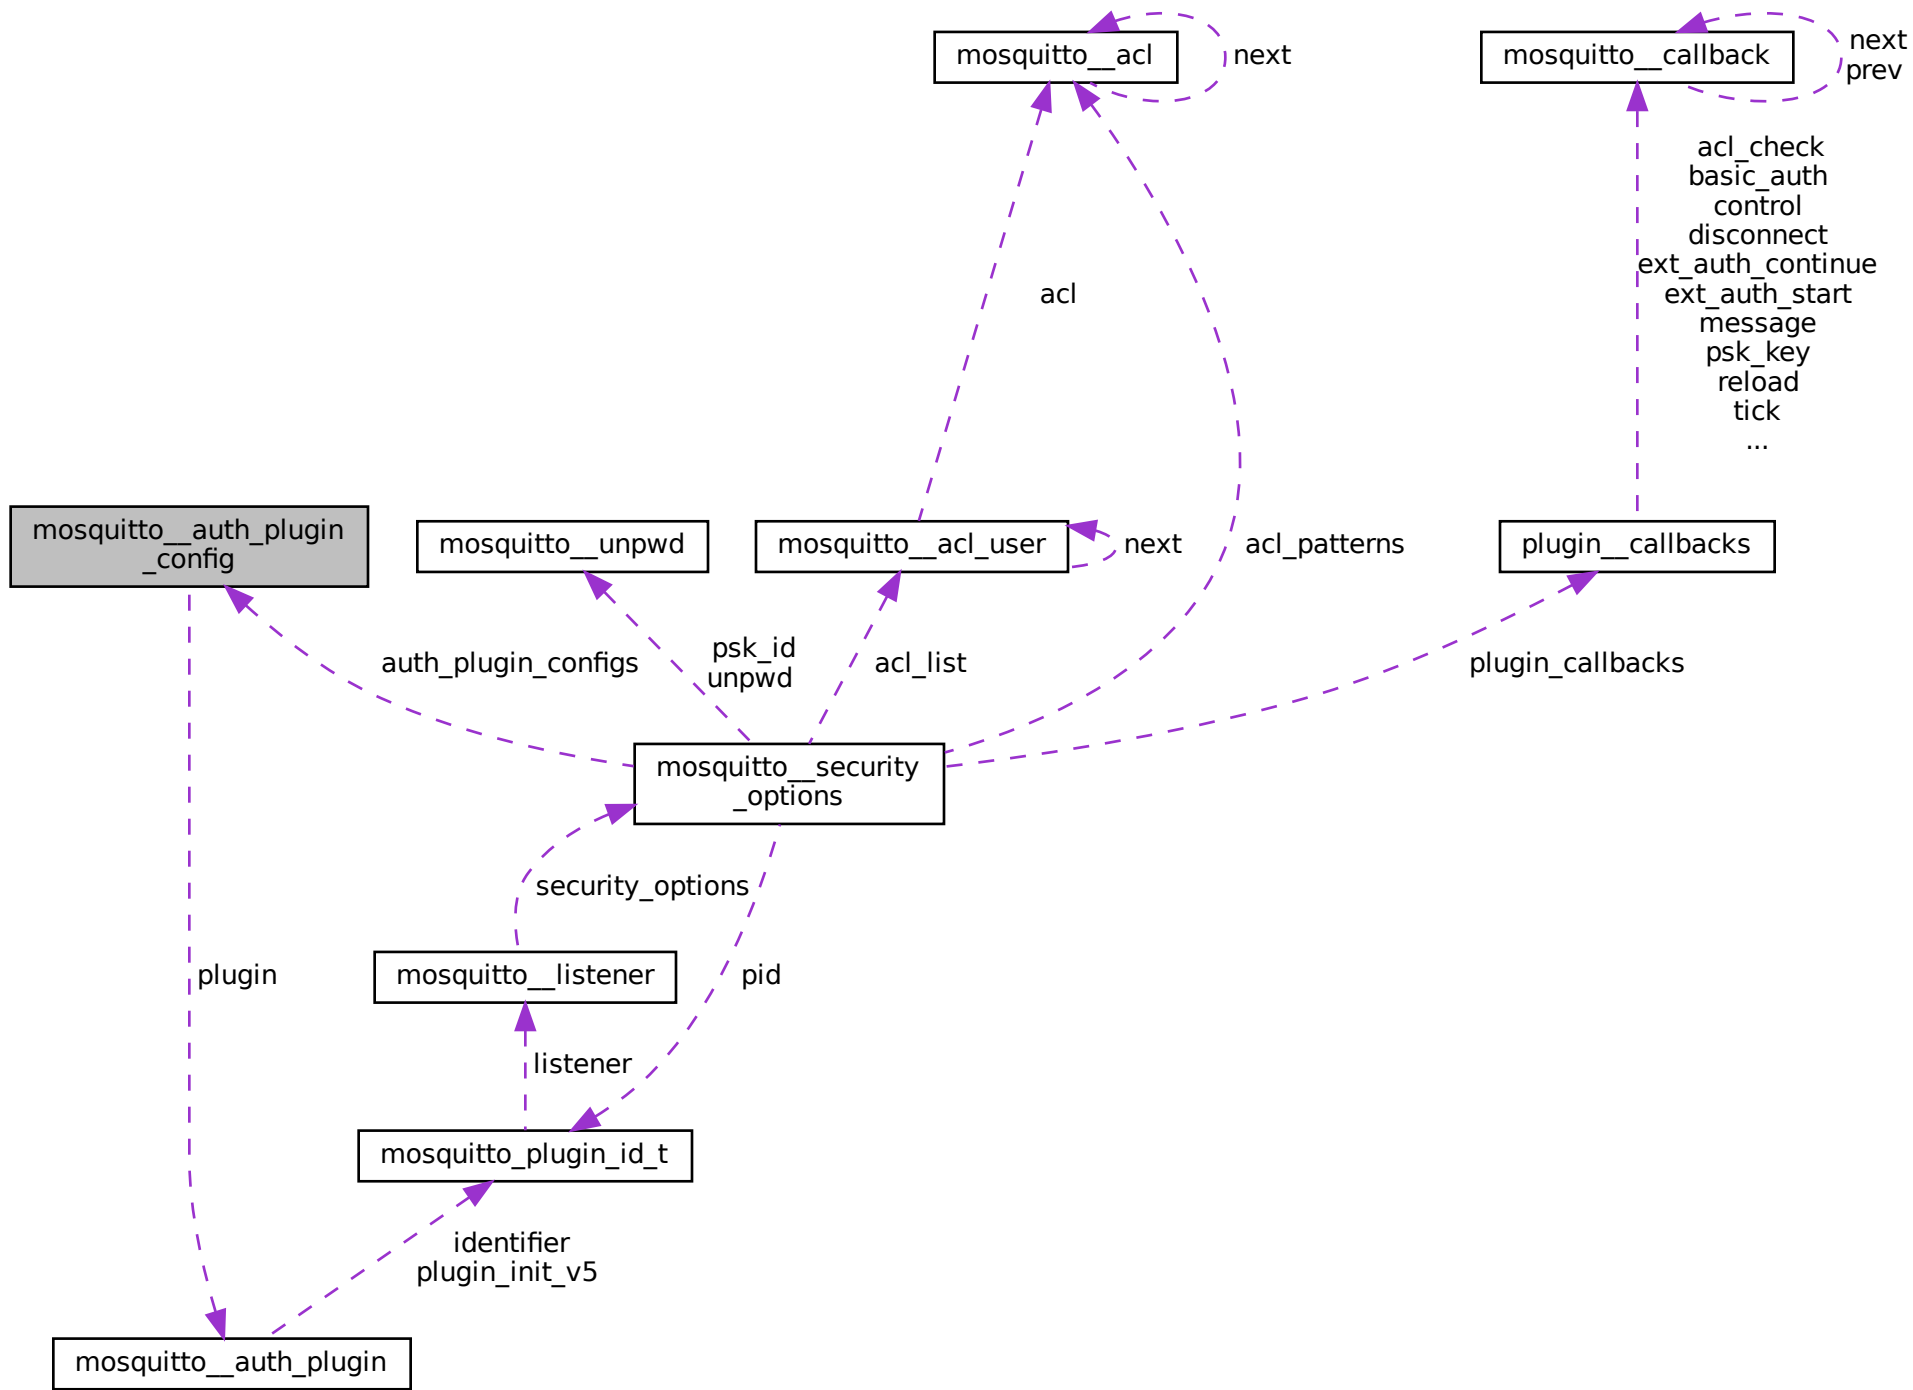 mosquitto__acl
next
mosquitto__callback
next
prev
acl_check
basic_auth
control
disconnect
ext_auth_continue
ext_auth_start
message
psk_key
reload
tick
...
acl
mosquitto__auth_plugin
_config
mosquitto__unpwd
mosquitto__acl_user
next
acl_patterns
plugin__callbacks
auth_plugin_configs
psk_id
unpwd
acl_list
plugin_callbacks
mosquitto__security
_options
security_options
plugin
mosquitto__listener
pid
listener
mosquitto_plugin_id_t
identifier
plugin_init_v5
mosquitto__auth_plugin